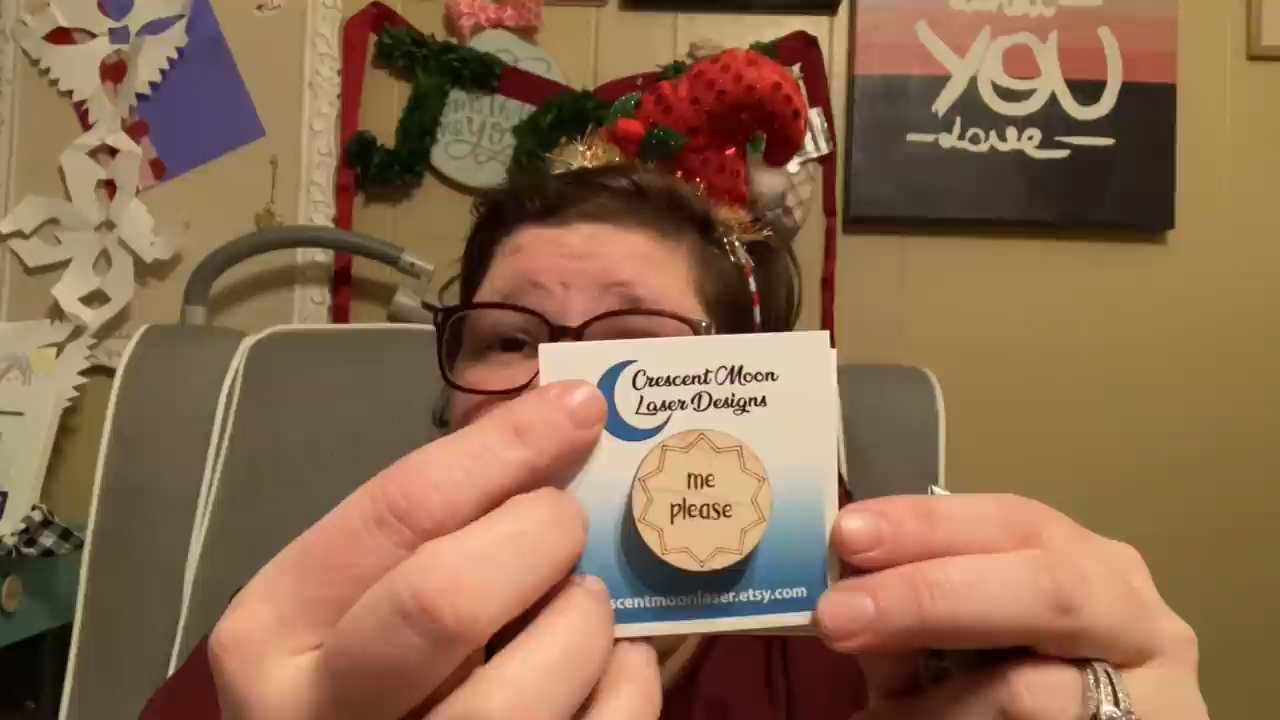 YOU
Love
Crescent Moon
Laser Designs
me
please
scentmoonlaser.etsy.com